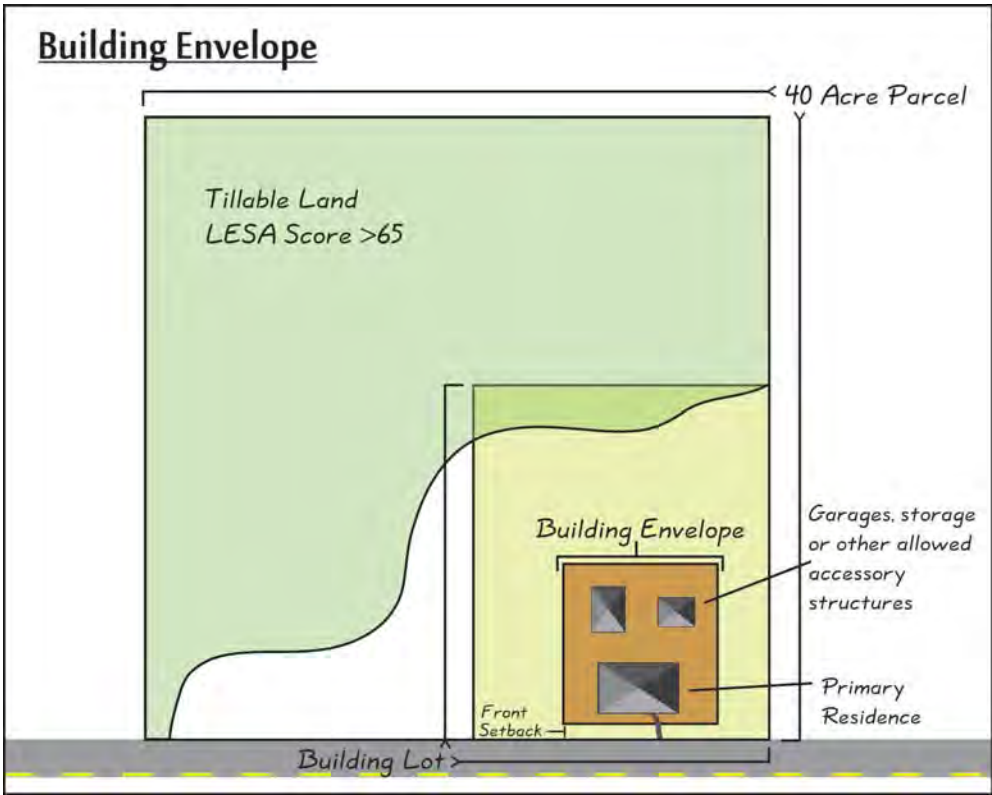 Building Envelope
40 Acre Parcel
Tillable Land
LESA Score >65
Building Envelope
Garages, storage
or other allowed
accessory
structures
Primary
Residence
Front
Setback
Building Lot